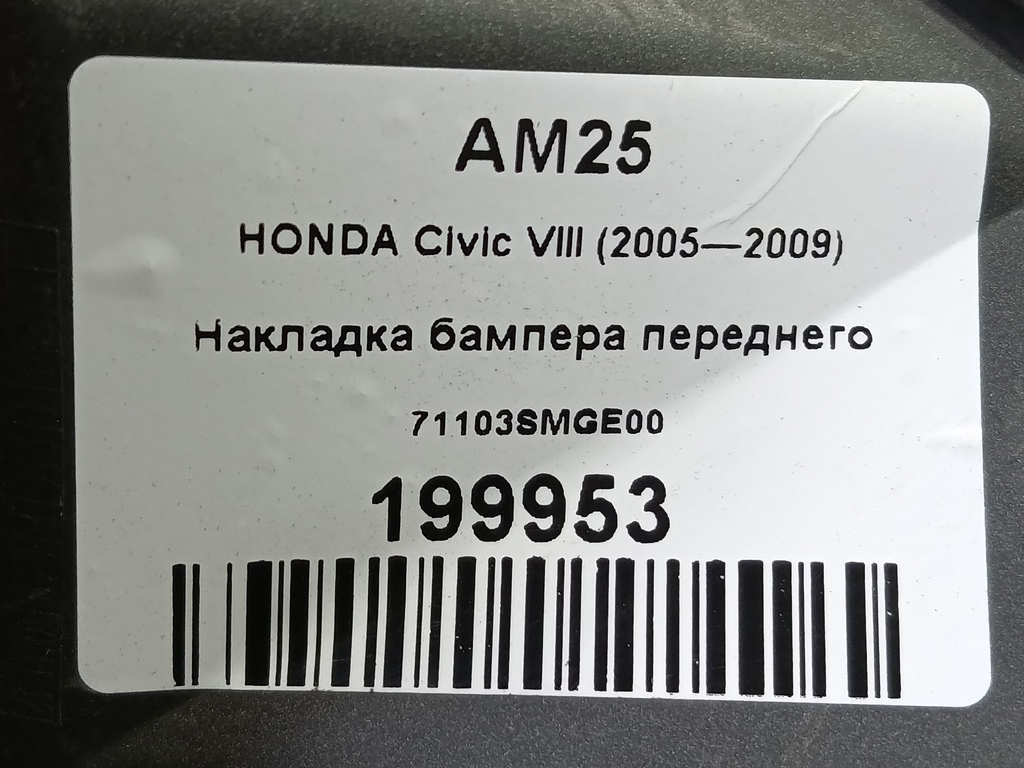 AM25
HONDA Civic VIII (2005—2009)
Накладка бампера переднего
71103SMGE00
199953